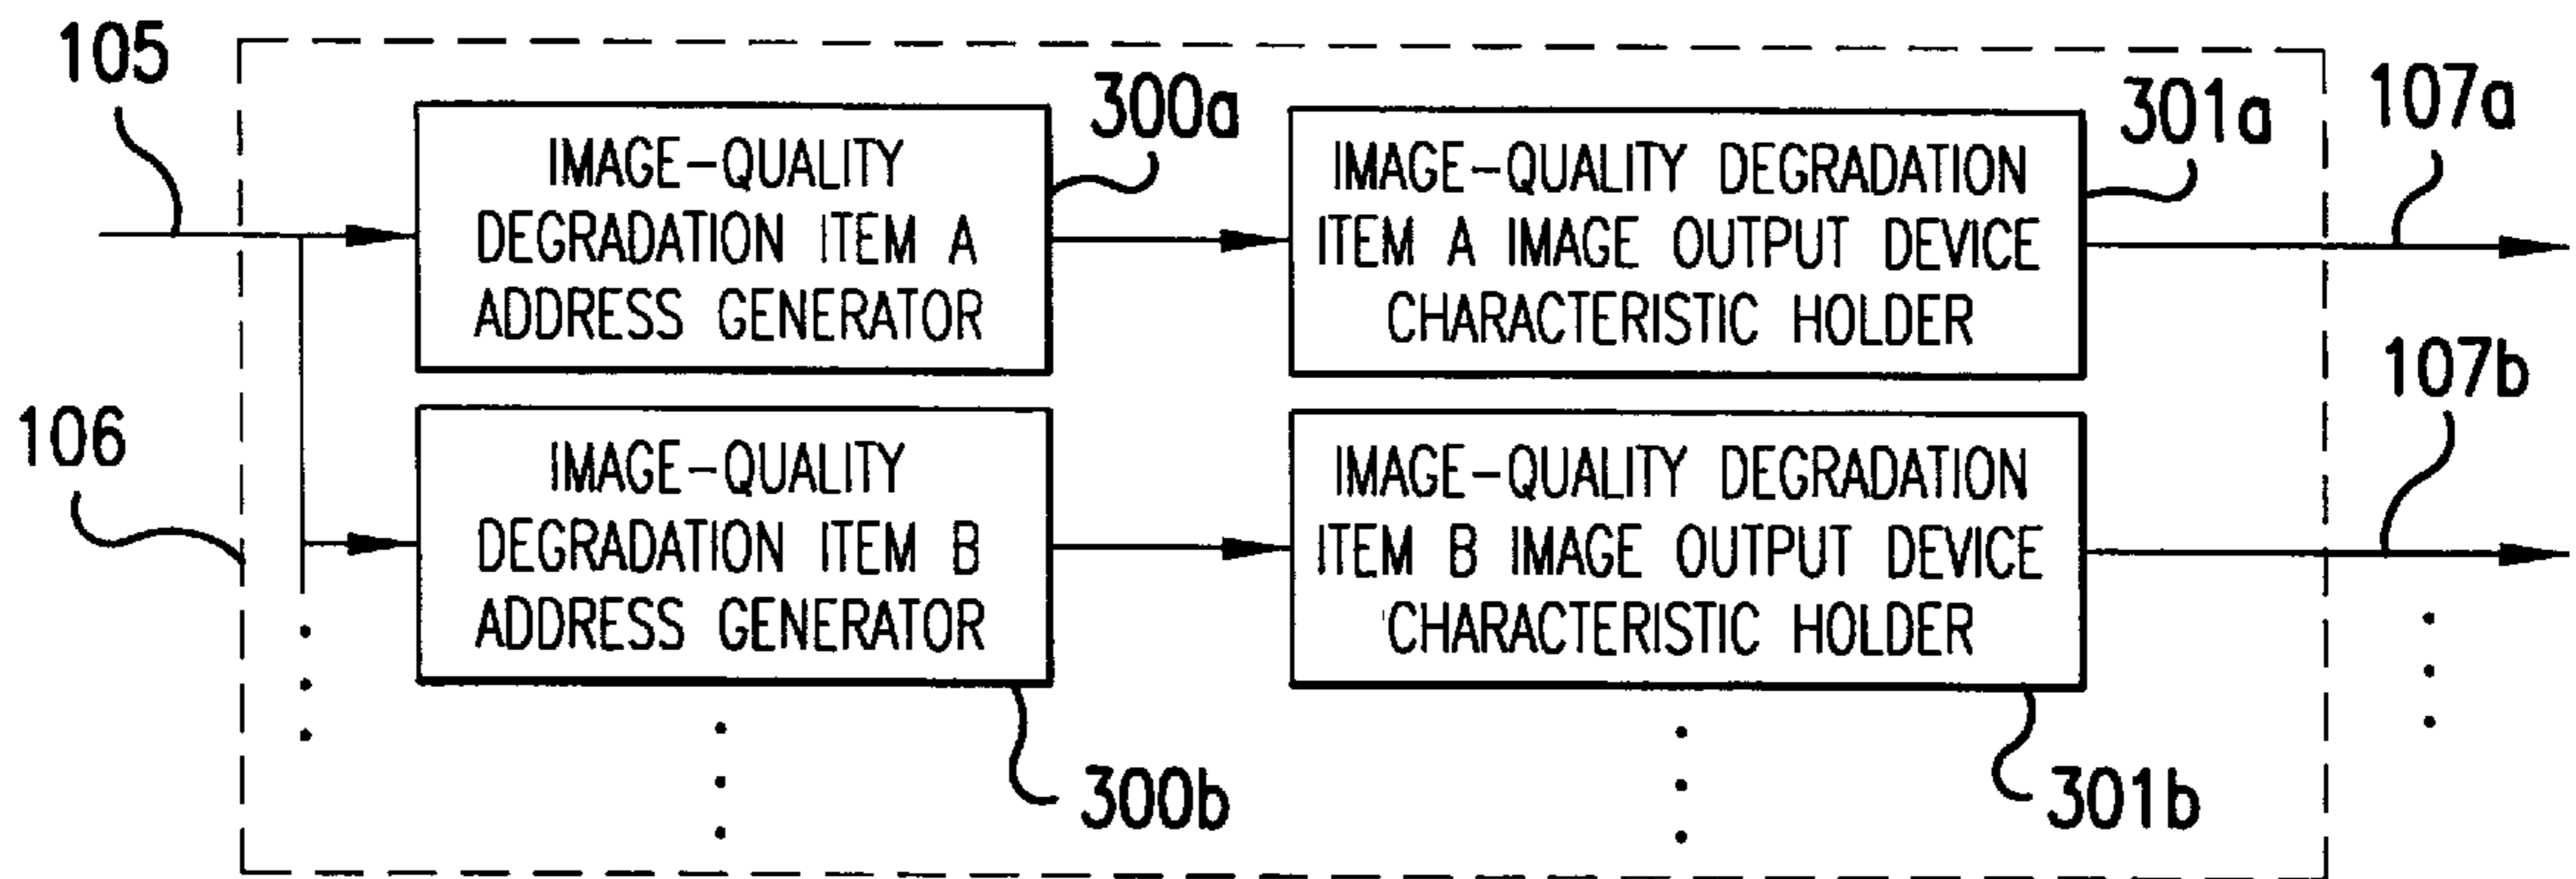 105
300a
301a
107a
IMAGE-QUALITY
DEGRADATION ITEM A
ADDRESS GENERATOR
IMAGE-QUALITY DEGRADATION
ITEM A IMAGE OUTPUT DEVICE
CHARACTERISTIC HOLDER
106
107b
IMAGE-QUALITY
DEGRADATION ITEM B
ADDRESS GENERATOR
IMAGE-QUALITY DEGRADATION
ITEM B IMAGE OUTPUT DEVICE
CHARACTERISTIC HOLDER
300b
301b